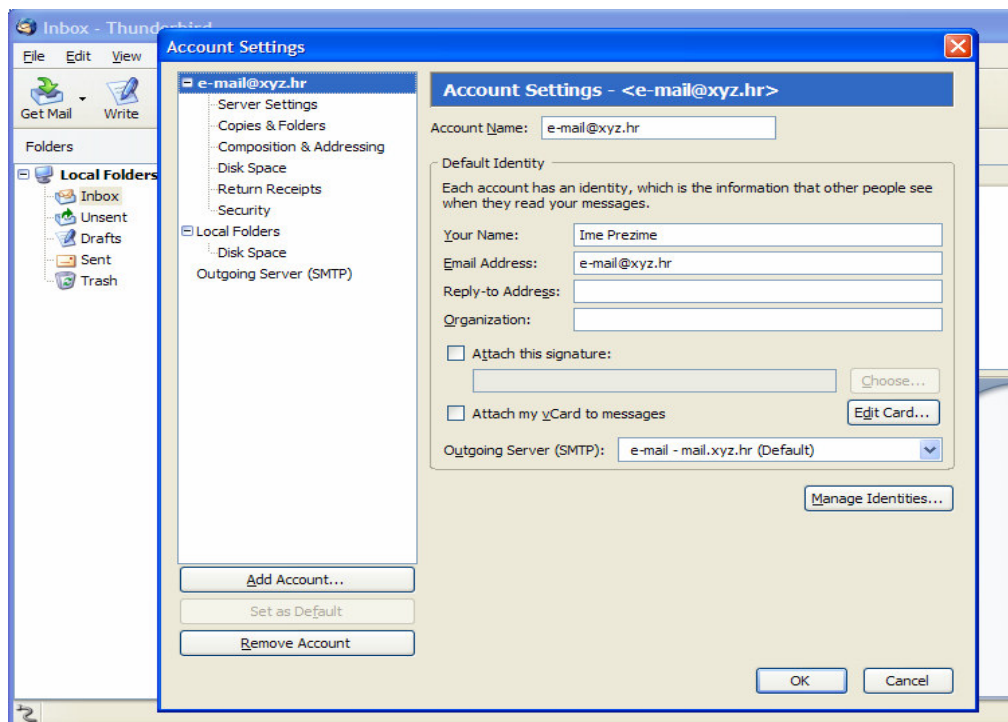 Inbox - Thunderbird
File Edit View
Get Mail Write
Folders
Local Folders
Inbox
Unsent
Drafts
Sent
Trash
Account Settings
e-mail@xyz.hr
Server Settings
Copies & Folders
Composition & Addressing
Disk Space
Return Receipts
Security
Local Folders
Disk Space
Outgoing Server (SMTP)
Add Account...
Set as Default
Remove Account
Account Settings - <e-mail@xyz.hr>
Account Name: e-mail@xyz.hr
Default Identity
Each account has an identity, which is the information that other people see
when they read your messages.
Your Name: Ime Prezime
Email Address: e-mail@xyz.hr
Reply-to Address:
Organization:
Attach this signature:
Choose...
Attach my vCard to messages
Edit Card...
Outgoing Server (SMTP): e-mail - mail.xyz.hr (Default)
Manage Identities...
OK Cancel